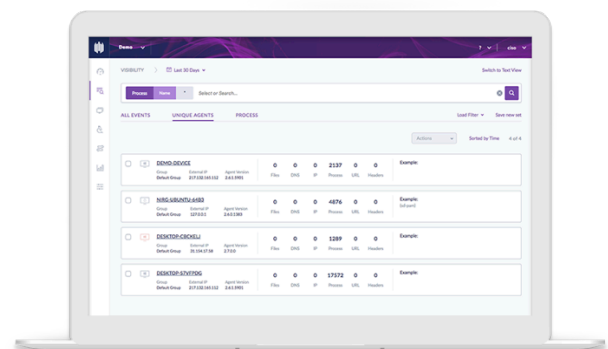 Demo
? ciso
VISIBILITY Last 30 Days Switch to Text View
Process Name Select or Search...
ALL EVENTS UNIQUE AGENTS PROCESS Load Filter Save new set
Actions Sorted by Time 4 of 4
DEMO-DEVICE 0 0 0 2137 0 0 Example:
Group External IP Agent Version Files DNS IP Process URL Headers
Default Group
0 0 0 4876 0 0 Example:
Group External IP Agent Version Files DNS IP Process URL Headers
Default Group 127.0.0.1
0 0 0 1289 0 0 Example:
Group External IP Agent Version Files DNS IP Process URL Headers
Default Group 2.7.0.0
DESKTOP-S7VF7OG 0 0 0 17572 0 0 Example:
Group External IP Agent Version Files DNS IP Process URL Headers
Default Group